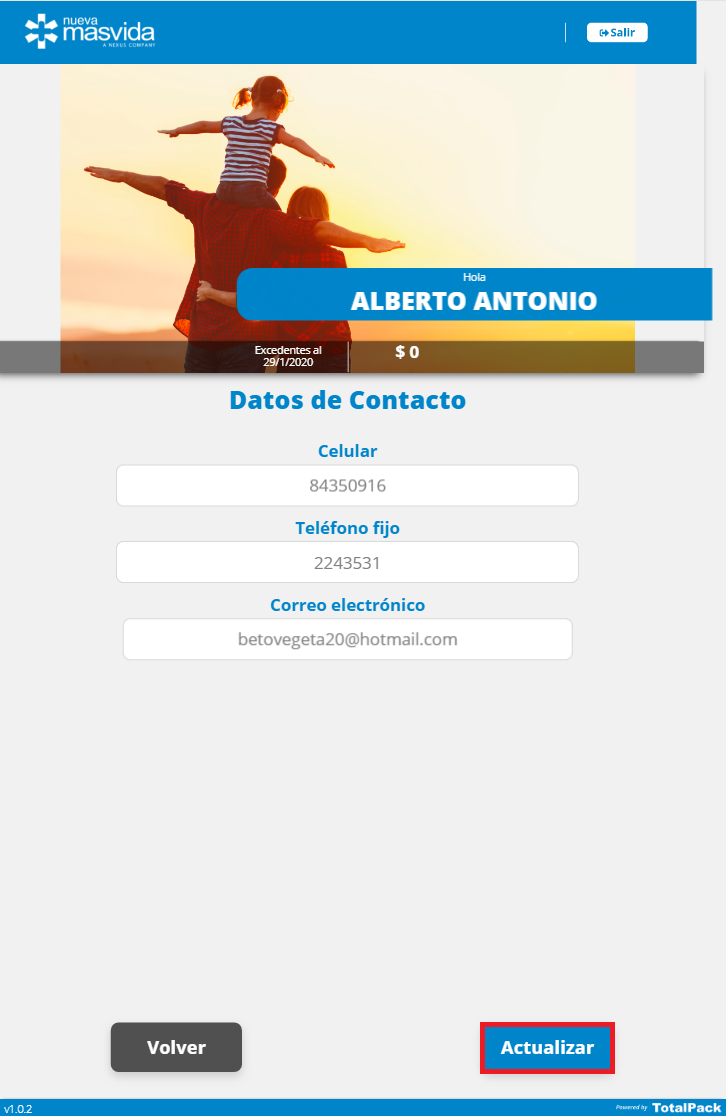 nueva
masvida
A NEXUS COMPANY
Salir
Hola
ALBERTO ANTONIO
Excedentes al
29/1/2020
$ 0
Datos de Contacto
Celular
84350916
Teléfono fijo
2243531
Correo electrónico
betovegeta20@hotmail.com
Volver
Actualizar
v1.0.2
Powered by TotalPack